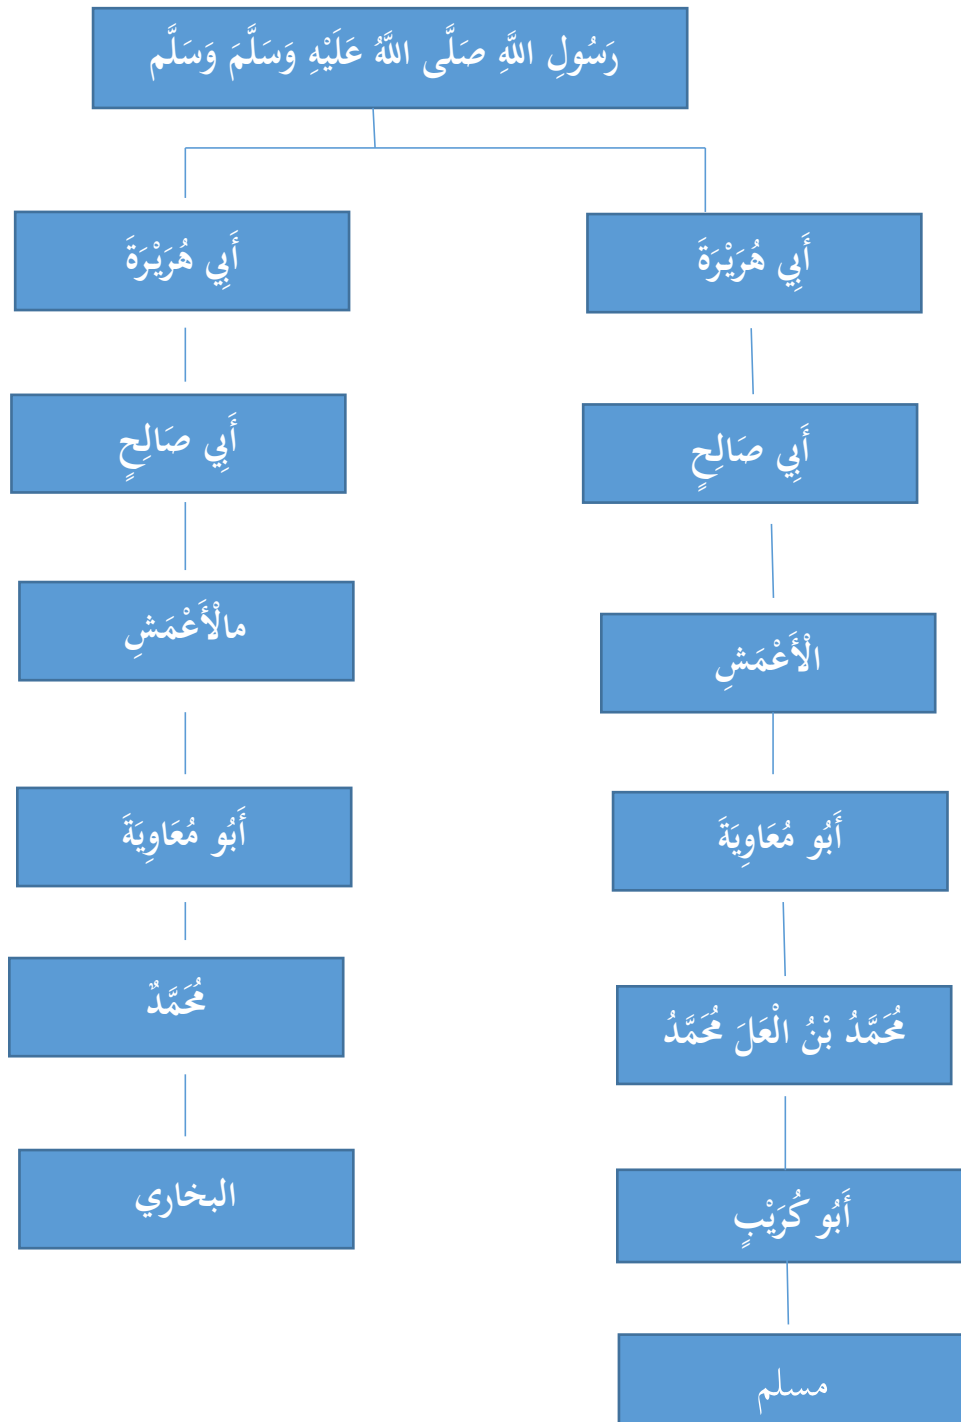 رَسُولِ اللَّهِ صَلَّى اللَّهُ عَلَيْهِ وَسَلَّمَ وَسَلَّم
أَبِي هُرَيْرَةَ
أَبِي صَالِحٍ
الْأَعْمَشِ
أَبُو مُعَاوِيَةَ
مُحَمَّدُ بْنُ الْعَلَ مُحَمَّدُ
أَبُو كُرَيْبٍ
مسلم
أَبِي هُرَيْرَةَ
أَبِي صَالِحٍ
مالْأَعْمَشِ
أَبُو مُعَاوِيَةَ
مُحَمَّدٌ
البخاري